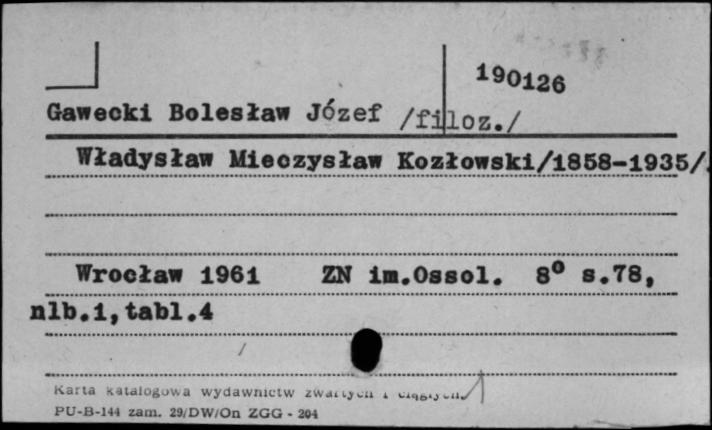 190126
Gawecki Bolesław Józef /filoz./
Władysław Mieczysław Kozłowski/1858-1935/.
Wrocław 1961 ZN im.Ossol. 8° s.78,
nlb.1,tabl.4
Karta katalogowa wydawnictw zwartych i ciągłych.
PU-B-144 zam. 29/DW/On ZGG - 204